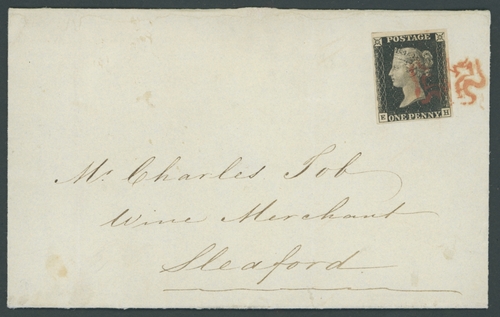 POSTAGE
E H
ONE PENNY
Mr. Charles Tob
Wine Merchant
Sleaford